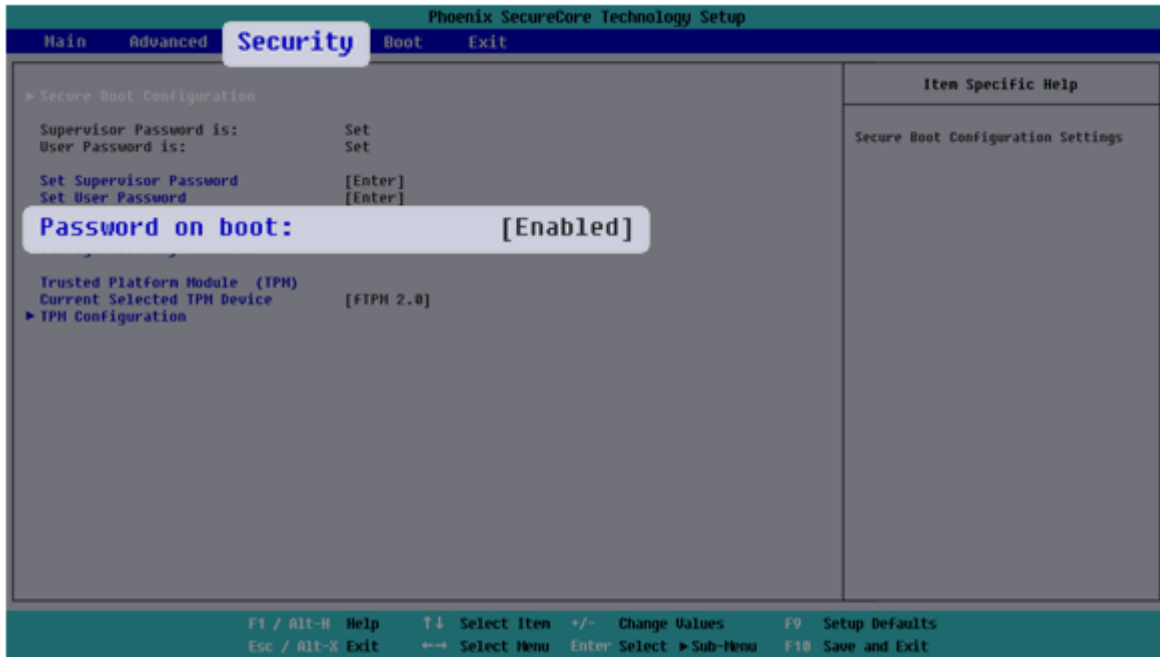 Phoenix SecureCore Technology Setup
Main Advanced Security Boot Exit
▶ Secure Boot Configuration
Supervisor Password is: Set
User Password is: Set
Set Supervisor Password [Enter]
Set User Password [Enter]
Password on boot: [Enabled]
Trusted Platform Module (TPM)
Current Selected TPM Device [fTPM 2.0]
▶ TPM Configuration
Item Specific Help
Secure Boot Configuration Settings
F1 / Alt-H Help ↑↓ Select Item +/- Change Values F9 Setup Defaults
Esc / Alt-X Exit ←→ Select Menu Enter Select ▶ Sub-Menu F10 Save and Exit